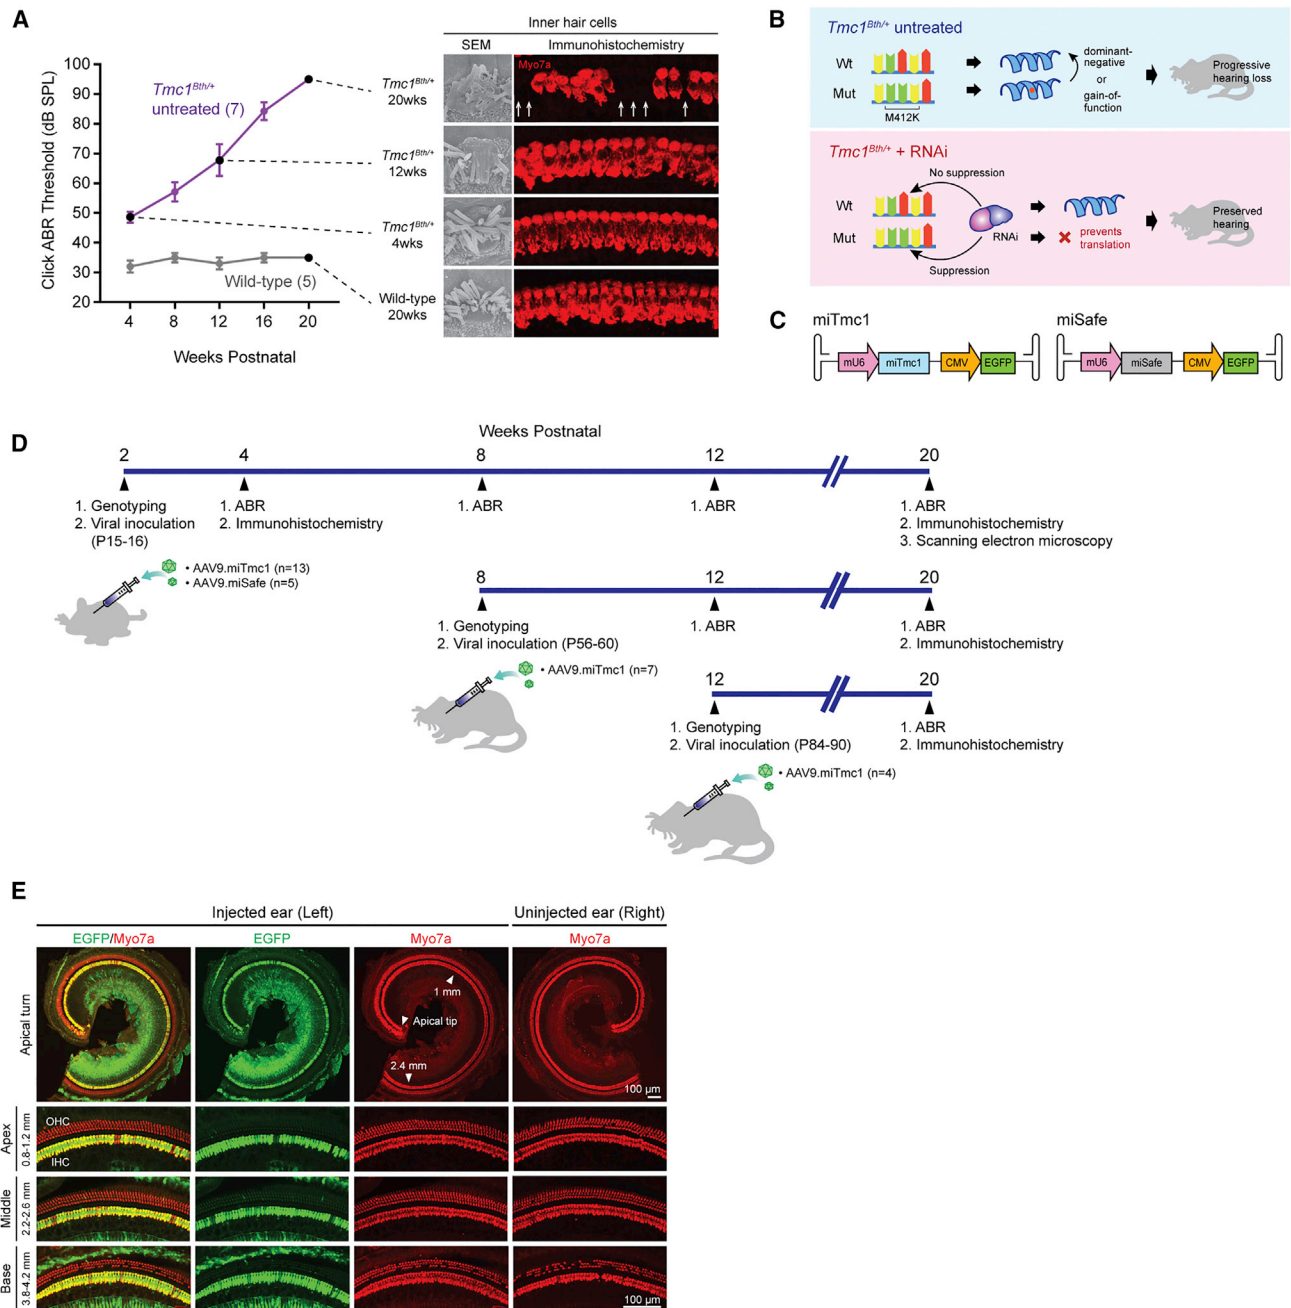 A
Inner hair cells
SEM
Immunohistochemistry
Click ABR Threshold (dB SPL)
100
90
80
70
60
50
40
30
20
4
8
12
16
20
Weeks Postnatal
Tmc1Bth/+
untreated (7)
Wild-type (5)
Tmc1Bth/+
20wks
Tmc1Bth/+
12wks
Tmc1Bth/+
4wks
Wild-type
20wks
Myo7a
B
Tmc1Bth/+ untreated
Wt
Mut
M412K
dominant-
negative
or
gain-of-
function
Progressive
hearing loss
Tmc1Bth/+ + RNAi
No suppression
Wt
Mut
RNAi
Suppression
prevents
translation
Preserved
hearing
C
miTmc1
mU6
miTmc1
CMV
EGFP
miSafe
mU6
miSafe
CMV
EGFP
D
Weeks Postnatal
2
4
8
12
20
1. Genotyping
2. Viral inoculation
(P15-16)
1. ABR
2. Immunohistochemistry
1. ABR
1. ABR
1. ABR
2. Immunohistochemistry
3. Scanning electron microscopy
• AAV9.miTmc1 (n=13)
• AAV9.miSafe (n=5)
8
12
20
1. Genotyping
2. Viral inoculation (P56-60)
1. ABR
1. ABR
2. Immunohistochemistry
• AAV9.miTmc1 (n=7)
12
20
1. Genotyping
2. Viral inoculation (P84-90)
1. ABR
2. Immunohistochemistry
• AAV9.miTmc1 (n=4)
E
Injected ear (Left)
Uninjected ear (Right)
EGFP/Myo7a
EGFP
Myo7a
Myo7a
Apical turn
1 mm
Apical tip
2.4 mm
100 µm
Apex
0.8-1.2 mm
OHC
IHC
Middle
2.2-2.6 mm
Base
3.8-4.2 mm
100 µm